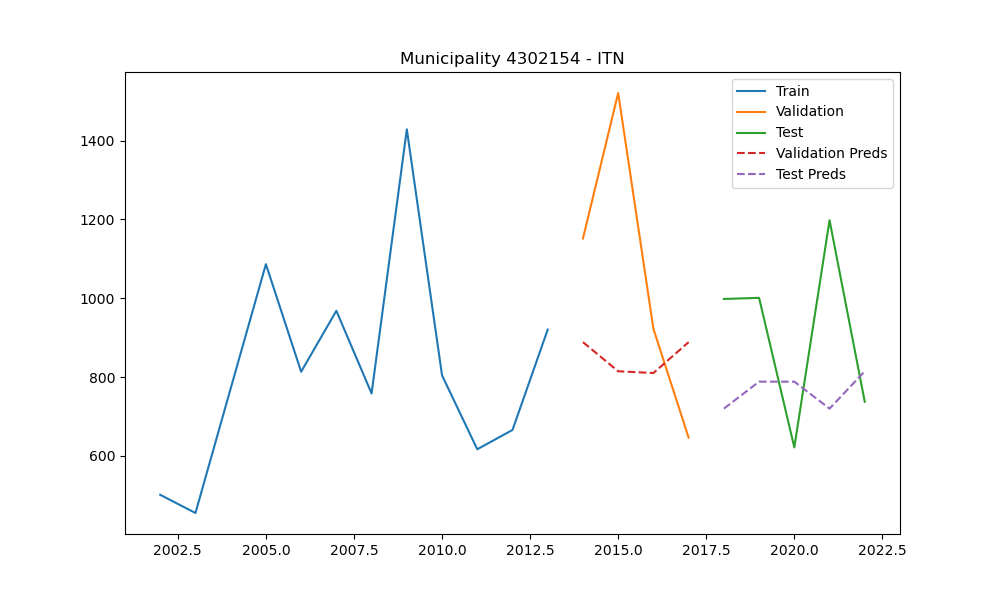 Municipality 4302154 - ITN
Train
Validation
Test
Validation Preds
Test Preds
1400
1200
1000
800
600
2002.5 2005.0 2007.5 2010.0 2012.5 2015.0 2017.5 2020.0 2022.5